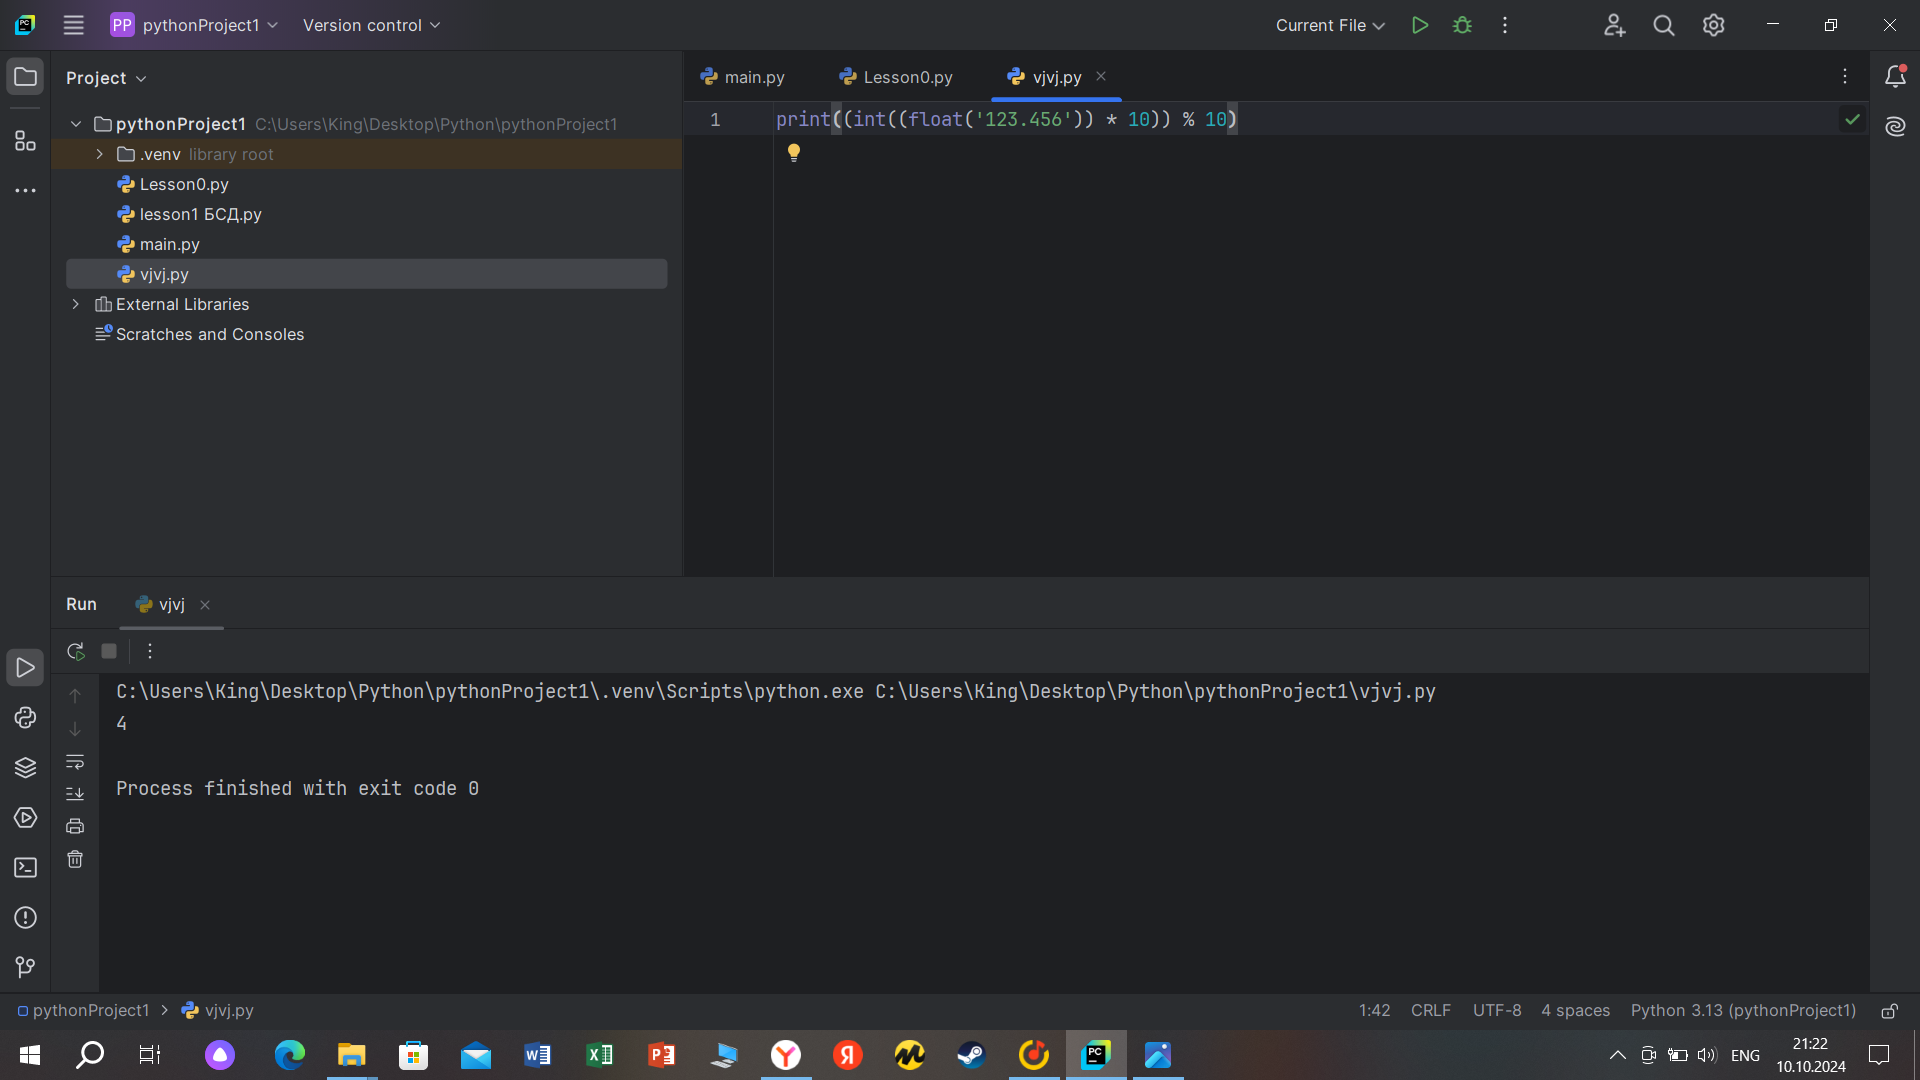 PP pythonProject1 Version control Current File
Project
main.py Lesson0.py vjvj.py
pythonProject1 C:\Users\King\Desktop\Python\pythonProject1
1 print((int((float('123.456')) * 10)) % 10)
.venv library root
Lesson0.py
lesson1 БСД.py
main.py
vjvj.py
External Libraries
Scratches and Consoles
Run vjvj
C:\Users\King\Desktop\Python\pythonProject1\.venv\Scripts\python.exe C:\Users\King\Desktop\Python\pythonProject1\vjvj.py
4
Process finished with exit code 0
pythonProject1 vjvj.py 1:42 CRLF UTF-8 4 spaces Python 3.13 (pythonProject1)
ENG
21:22
10.10.2024